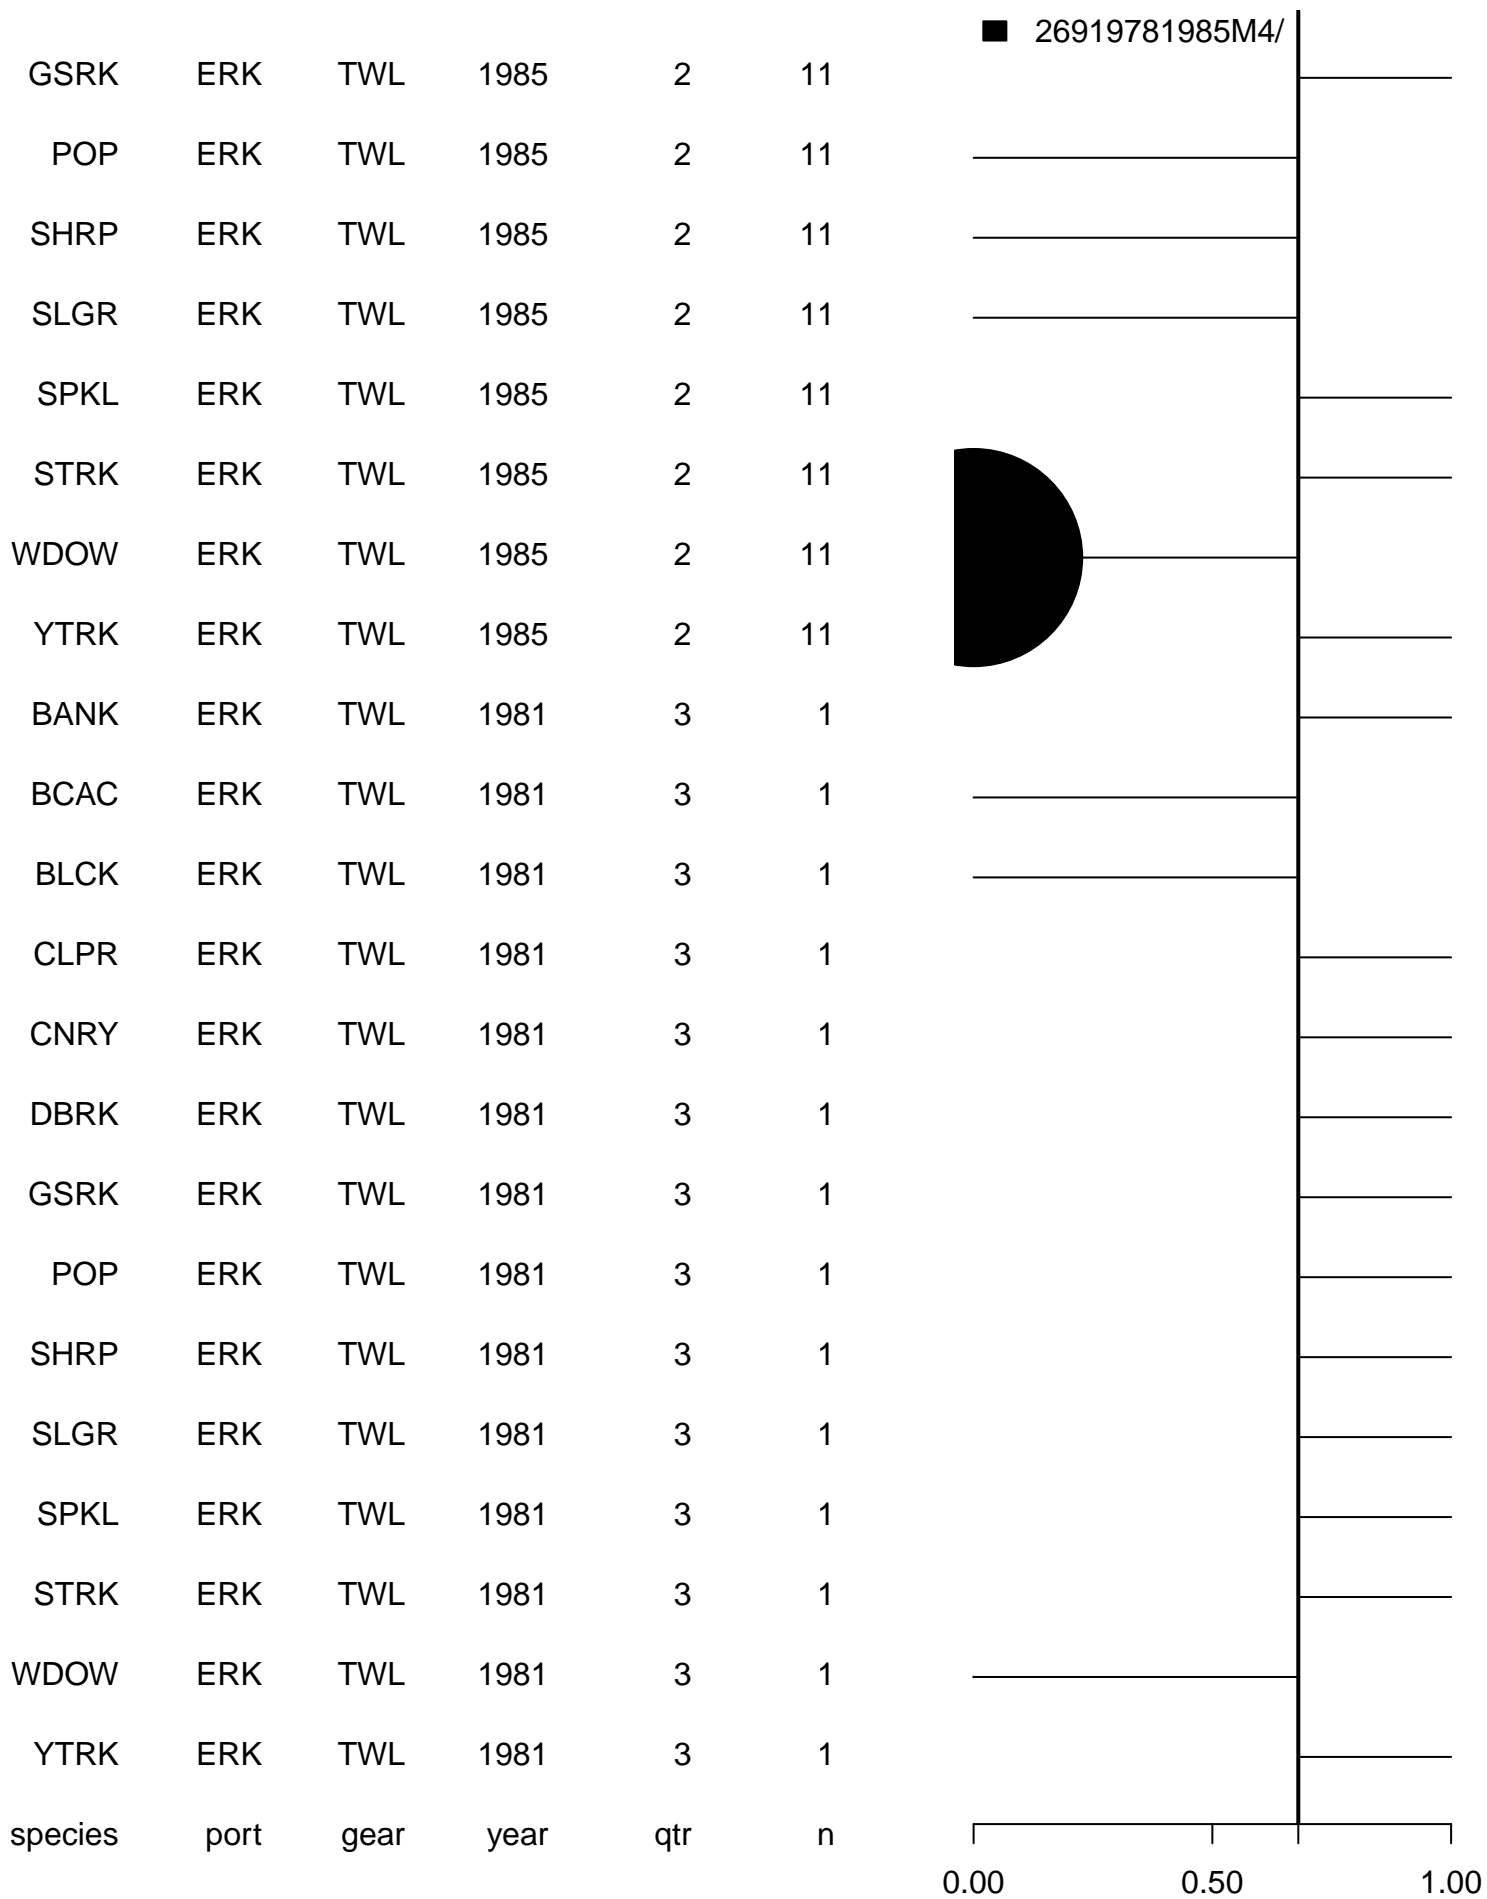 26919781985M4/
GSRK ERK TWL 1985 2 11
POP ERK TWL 1985 2 11
SHRP ERK TWL 1985 2 11
SLGR ERK TWL 1985 2 11
SPKL ERK TWL 1985 2 11
STRK ERK TWL 1985 2 11
WDOW ERK TWL 1985 2 11
YTRK ERK TWL 1985 2 11
BANK ERK TWL 1981 3 1
BCAC ERK TWL 1981 3 1
BLCK ERK TWL 1981 3 1
CLPR ERK TWL 1981 3 1
CNRY ERK TWL 1981 3 1
DBRK ERK TWL 1981 3 1
GSRK ERK TWL 1981 3 1
POP ERK TWL 1981 3 1
SHRP ERK TWL 1981 3 1
SLGR ERK TWL 1981 3 1
SPKL ERK TWL 1981 3 1
STRK ERK TWL 1981 3 1
WDOW ERK TWL 1981 3 1
YTRK ERK TWL 1981 3 1
species port gear year qtr n
0.00 0.50 1.00